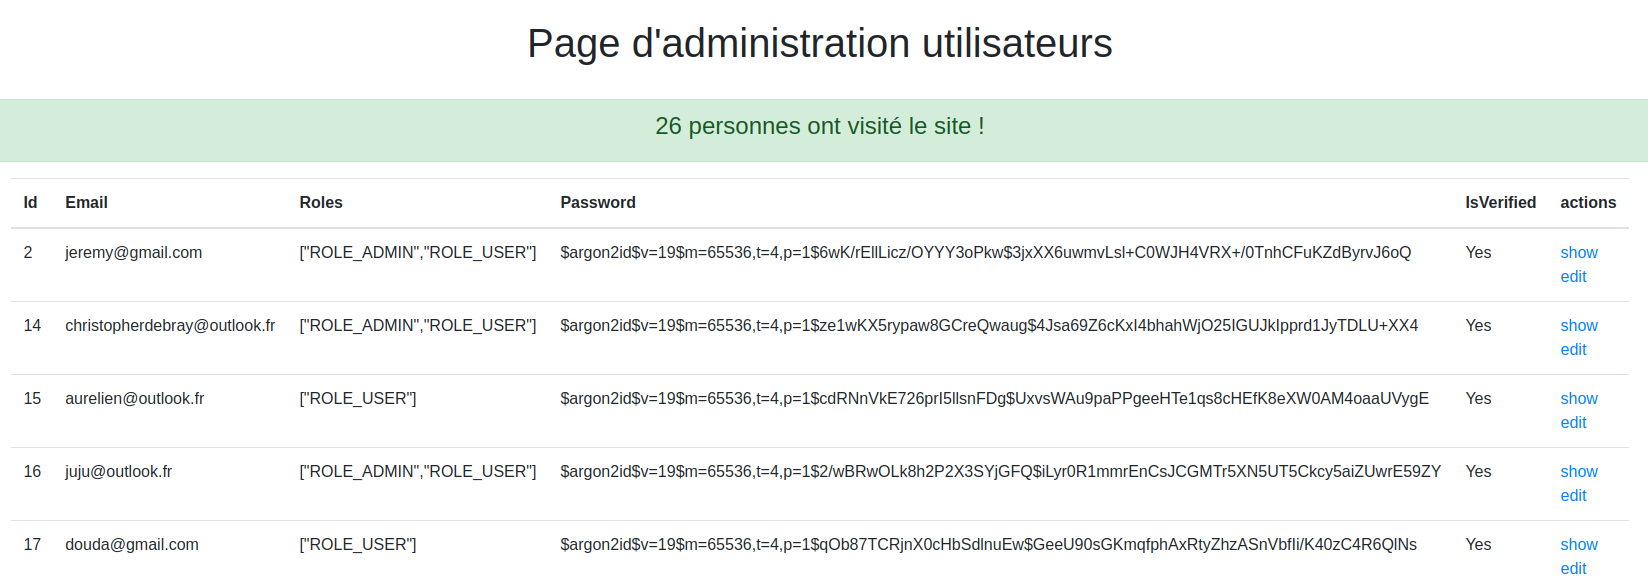 Page d'administration utilisateurs
26 personnes ont visité le site !
Id Email Roles Password IsVerified actions
2 jeremy@gmail.com ["ROLE_ADMIN","ROLE_USER"] $argon2id$v=19$m=65536,t=4,p=1$6wK/rEllLicz/OYYY3oPkw$3jxXX6uwmvLsl+C0WJH4VRX+/0TnhCFuKZdByrvJ6oQ Yes show
edit
14 christopherdebray@outlook.fr ["ROLE_ADMIN","ROLE_USER"] $argon2id$v=19$m=65536,t=4,p=1$ze1wKX5rypaw8GCreQwaug$4Jsa69Z6cKxI4bhahWjO25IGUJkIpprd1JyTDLU+XX4 Yes show
edit
15 aurelien@outlook.fr ["ROLE_USER"] $argon2id$v=19$m=65536,t=4,p=1$cdRNnVkE726prI5llsnFDg$UxvsWAu9paPPgeeHTe1qs8cHEfK8eXW0AM4oaaUVygE Yes show
edit
16 juju@outlook.fr ["ROLE_ADMIN","ROLE_USER"] $argon2id$v=19$m=65536,t=4,p=1$2/wBRwOLk8h2P2X3SYjGFQ$iLyr0R1mmrEnCsJCGMTr5XN5UT5Ckcy5aiZUwrE59ZY Yes show
edit
17 douda@gmail.com ["ROLE_USER"] $argon2id$v=19$m=65536,t=4,p=1$qOb87TCRjnX0cHbSdlnuEw$GeeU90sGKmqfphAxRtyZhzASnVbfIi/K40zC4R6QlNs Yes show
edit